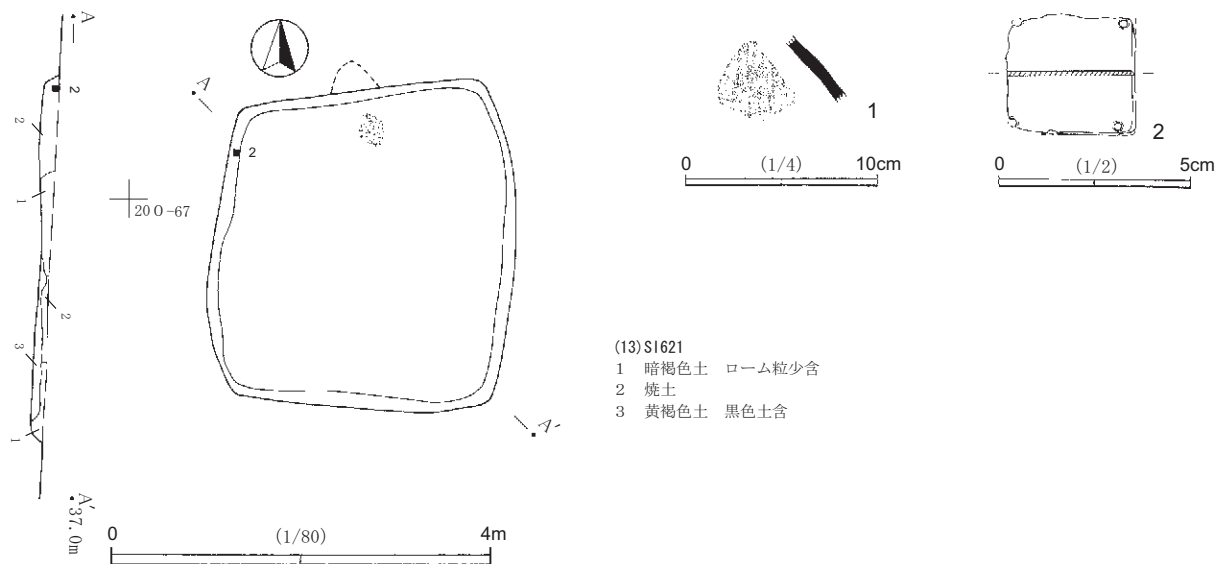 A
2
2
1
2
3
1
A′
37.0m
A
2
20O-67
A′
0 (1/80) 4m
1
0 (1/4) 10cm
2
0 (1/2) 5cm
(13)SI621
1 暗褐色土 ローム粒少含
2 焼土
3 黄褐色土 黒色土含